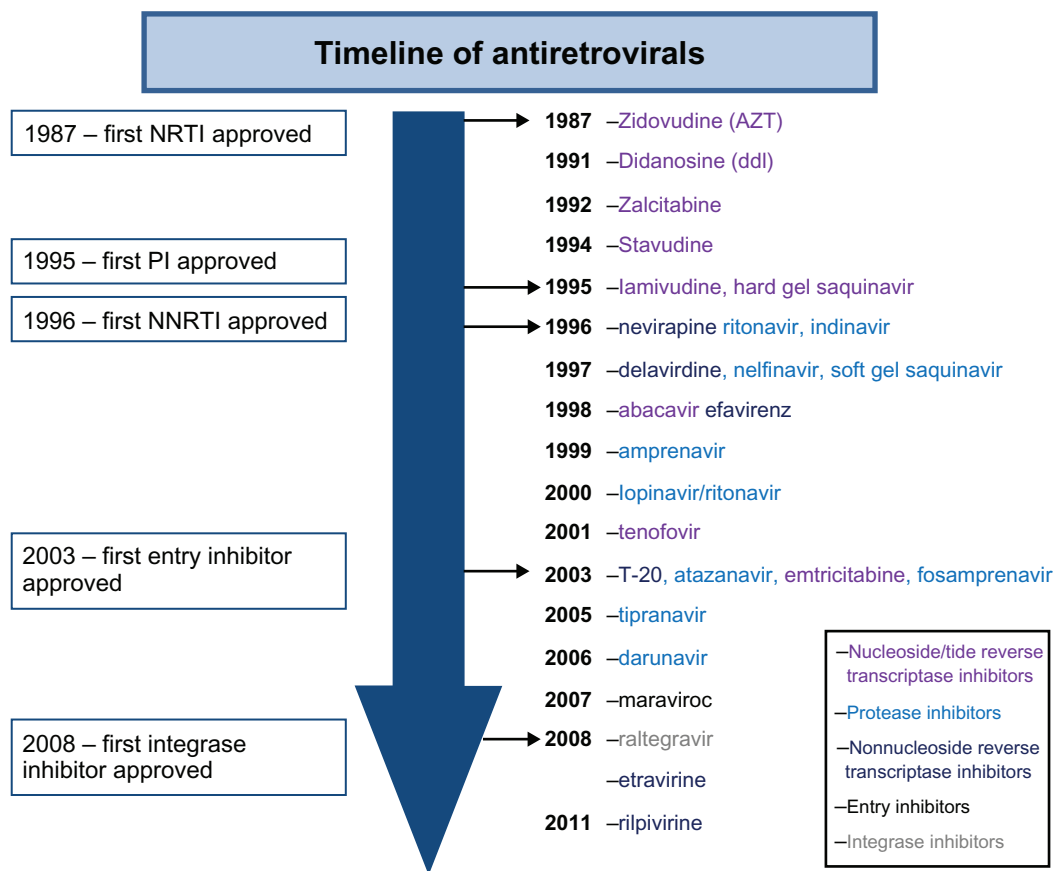 Timeline of antiretrovirals
1987 – first NRTI approved
1995 – first PI approved
1996 – first NNRTI approved
2003 – first entry inhibitor
approved
2008 – first integrase
inhibitor approved
1987 –Zidovudine (AZT)
1991 –Didanosine (ddl)
1992 –Zalcitabine
1994 –Stavudine
1995 –lamivudine, hard gel saquinavir
1996 –nevirapine ritonavir, indinavir
1997 –delavirdine, nelfinavir, soft gel saquinavir
1998 –abacavir efavirenz
1999 –amprenavir
2000 –lopinavir/ritonavir
2001 –tenofovir
2003 –T-20, atazanavir, emtricitabine, fosamprenavir
2005 –tipranavir
2006 –darunavir
2007 –maraviroc
2008 –raltegravir
–etravirine
2011 –rilpivirine
–Nucleoside/tide reverse
transcriptase inhibitors
–Protease inhibitors
–Nonnucleoside reverse
transcriptase inhibitors
–Entry inhibitors
–Integrase inhibitors